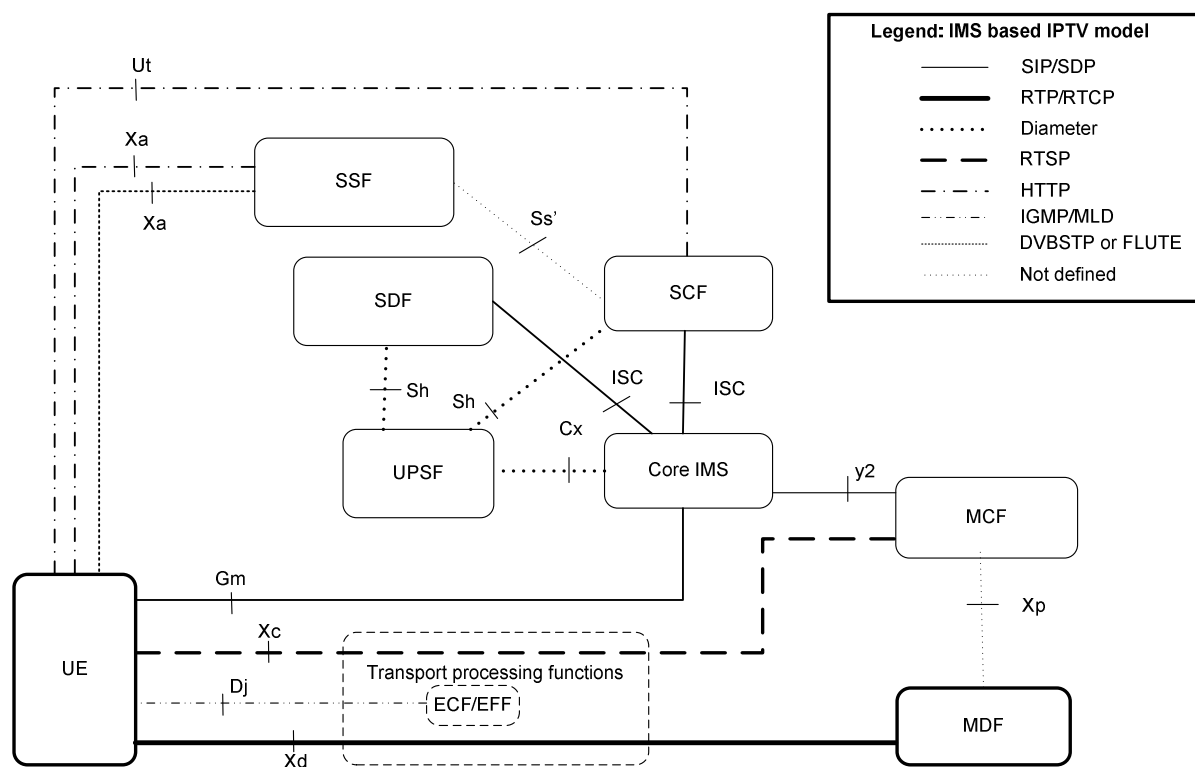 Legend: IMS based IPTV model
SIP/SDP
RTP/RTCP
Diameter
RTSP
HTTP
IGMP/MLD
DVBSTP or FLUTE
Not defined
Ut
Xa
SSF
Xa
Ss’
SDF
SCF
Sh
Sh
ISC
ISC
Cx
UPSF
Core IMS
y2
MCF
Gm
Xp
Xc
UE
Transport processing functions
Dj
ECF/EFF
MDF
Xd